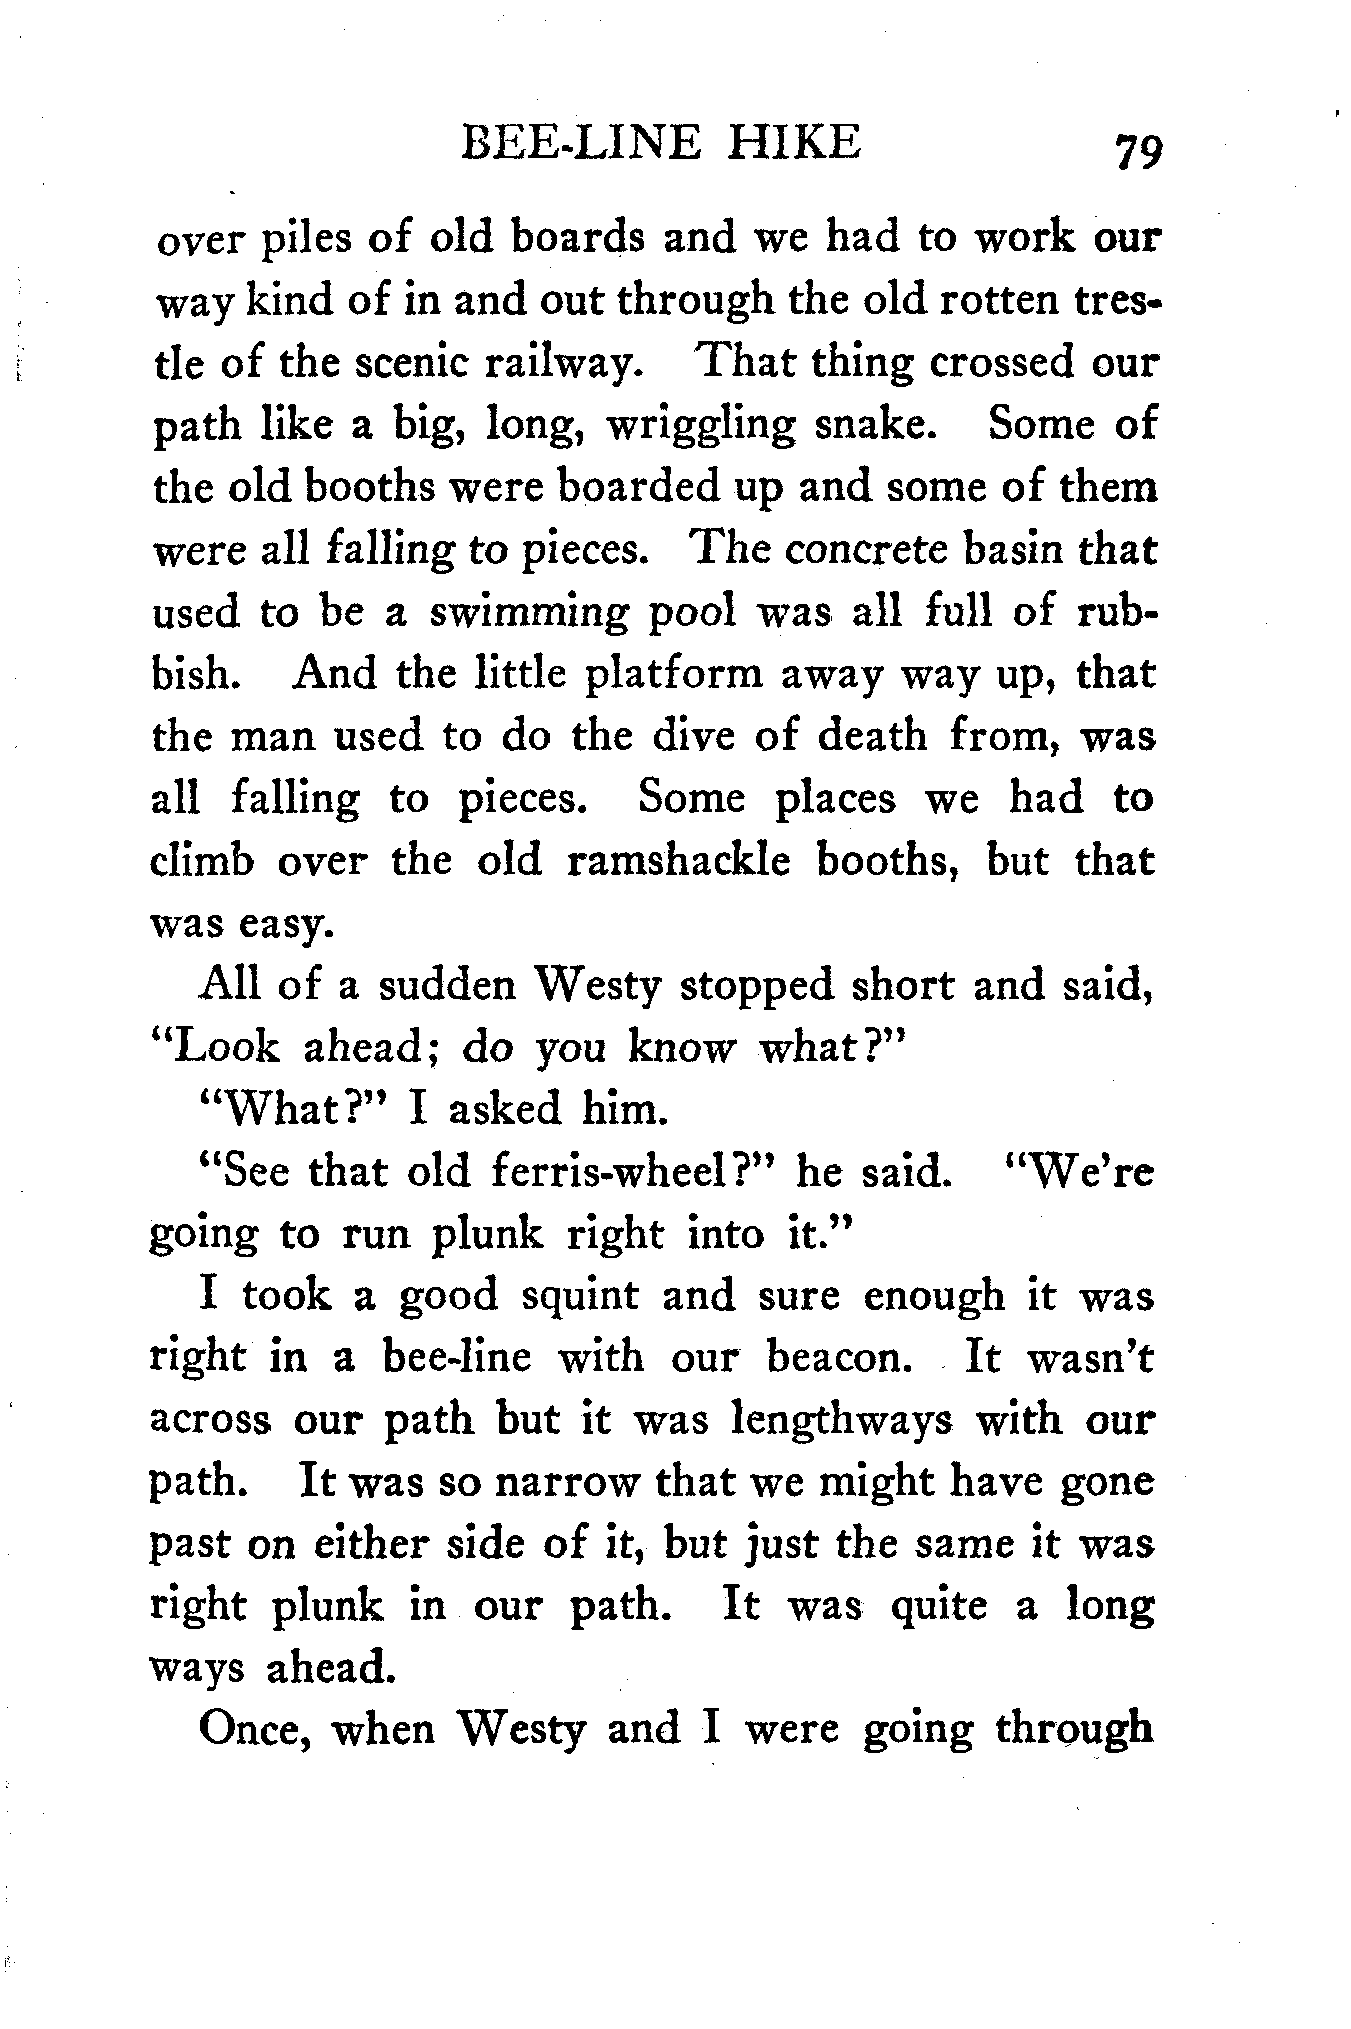 BEE-LINE HIKE 79
over piles of old boards and we had to work our
way kind of in and out through the old rotten tres-
tle of the scenic railway. That thing crossed our
path like a big, long, wriggling snake. Some of
the old booths were boarded up and some of them
were all falling to pieces. The concrete basin that
used to be a swimming pool was all full of rub-
bish. And the little platform away way up, that
the man used to do the dive of death from, was
all falling to pieces. Some places we had to
climb over the old ramshackle booths, but that
was easy.
All of a sudden Westy stopped short and said,
"Look ahead; do you know what?"
"What?" I asked him.
"See that old ferris-wheel?" he said. "We're
going to run plunk right into it."
I took a good squint and sure enough it was
right in a bee-line with our beacon. It wasn't
across our path but it was lengthways with our
path. It was so narrow that we might have gone
past on either side of it, but just the same it was
right plunk in our path. It was quite a long
ways ahead.
Once, when Westy and I were going through